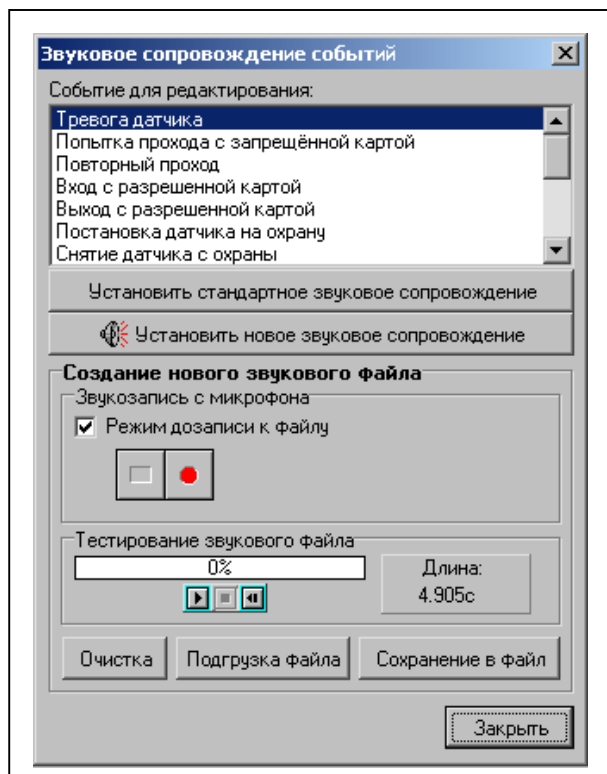 Звуковое сопровождение событий
Событие для редактирования:
Тревога датчика
Попытка прохода с запрещённой картой
Повторный проход
Вход с разрешенной картой
Выход с разрешенной картой
Постановка датчика на охрану
Снятие датчика с охраны
Установить стандартное звуковое сопровождение
Установить новое звуковое сопровождение
Создание нового звукового файла
Звукозапись с микрофона
Режим дозаписи к файлу
Тестирование звукового файла
0%
Длина:
4.905с
Очистка Подгрузка файла Сохранение в файл
Закрыть